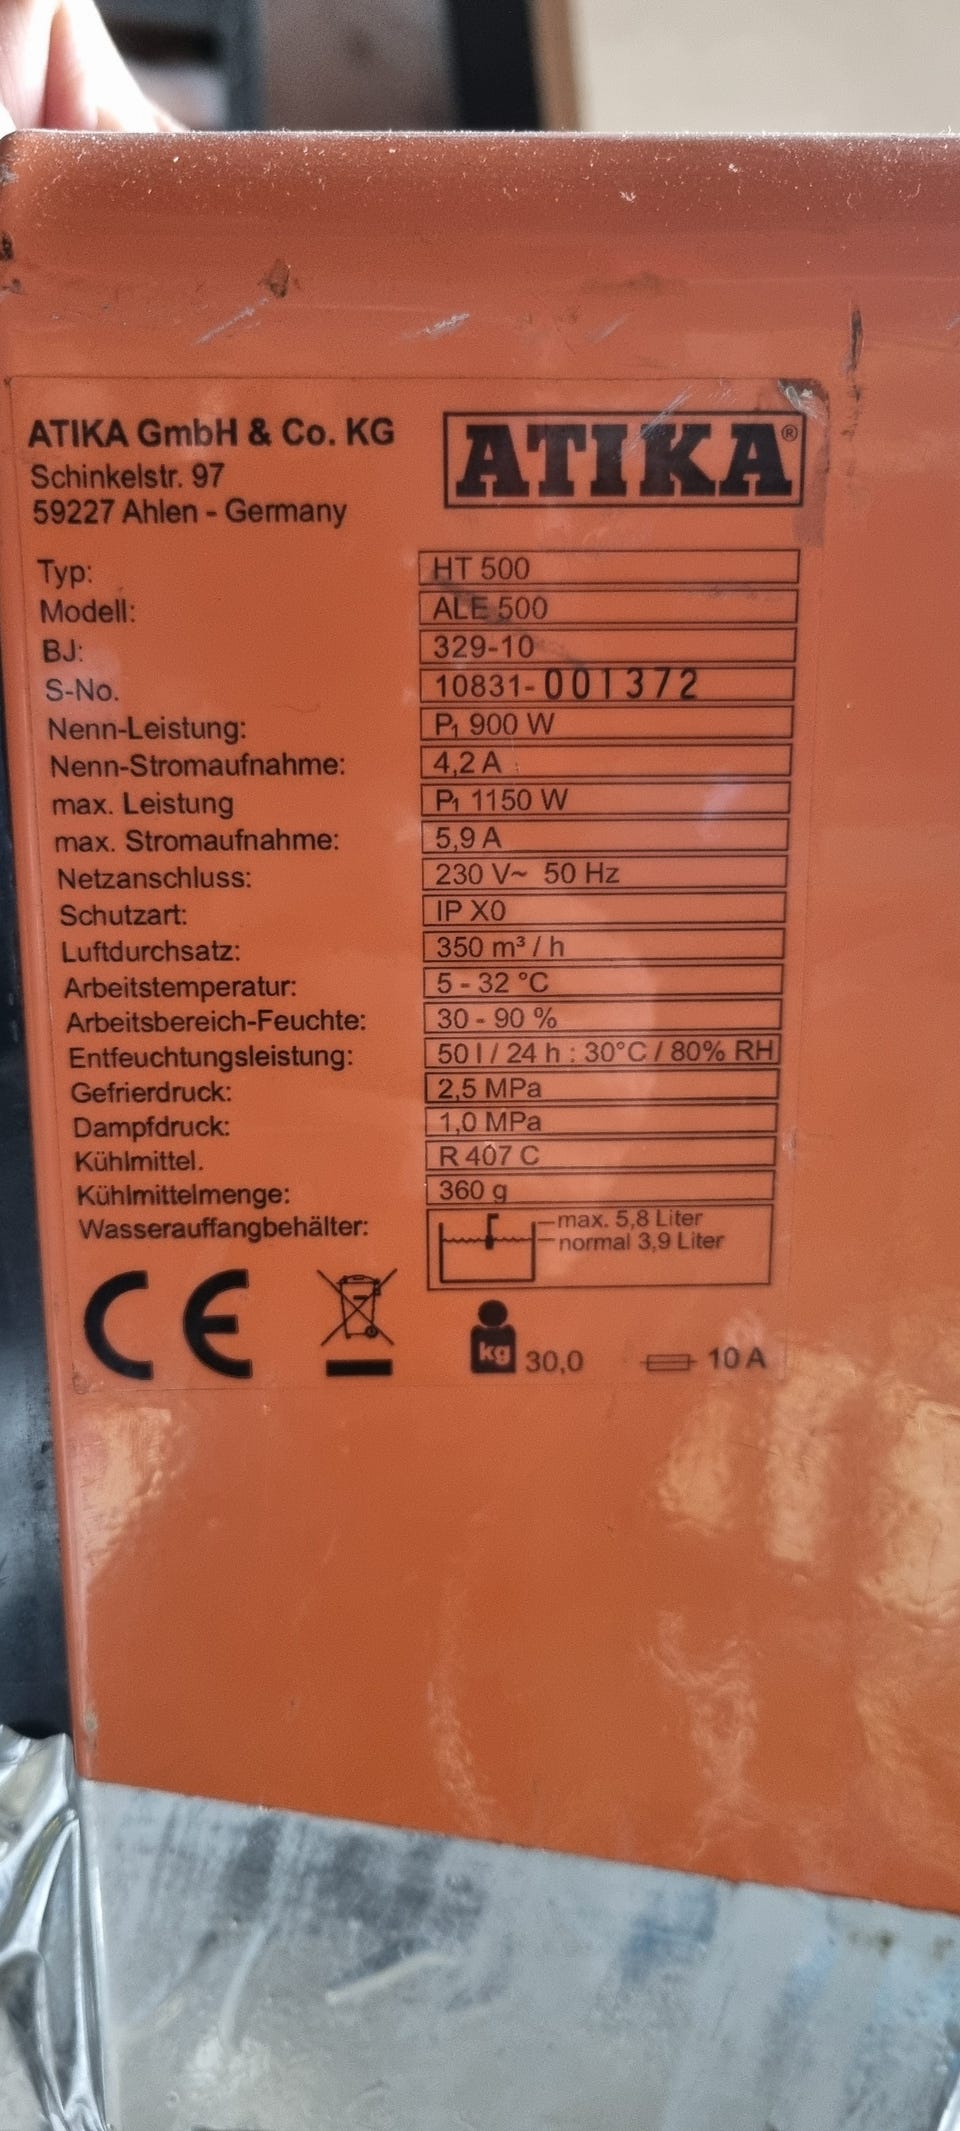 ATIKA GmbH & Co. KG
Schinkelstr. 97
59227 Ahlen - Germany
ATIKA®
Typ: HT 500
Modell: ALE 500
BJ: 329-10
S-No. 10831-001372
Nenn-Leistung: P₁ 900 W
Nenn-Stromaufnahme: 4,2 A
max. Leistung P₁ 1150 W
max. Stromaufnahme: 5,9 A
Netzanschluss: 230 V~ 50 Hz
Schutzart: IP X0
Luftdurchsatz: 350 m³ / h
Arbeitstemperatur: 5 - 32 °C
Arbeitsbereich-Feuchte: 30 - 90 %
Entfeuchtungsleistung: 50 l / 24 h : 30°C / 80% RH
Gefrierdruck: 2,5 MPa
Dampfdruck: 1,0 MPa
Kühlmittel. R 407 C
Kühlmittelmenge: 360 g
Wasserauffangbehälter: max. 5,8 Liter
normal 3,9 Liter
CE kg 30,0 10 A